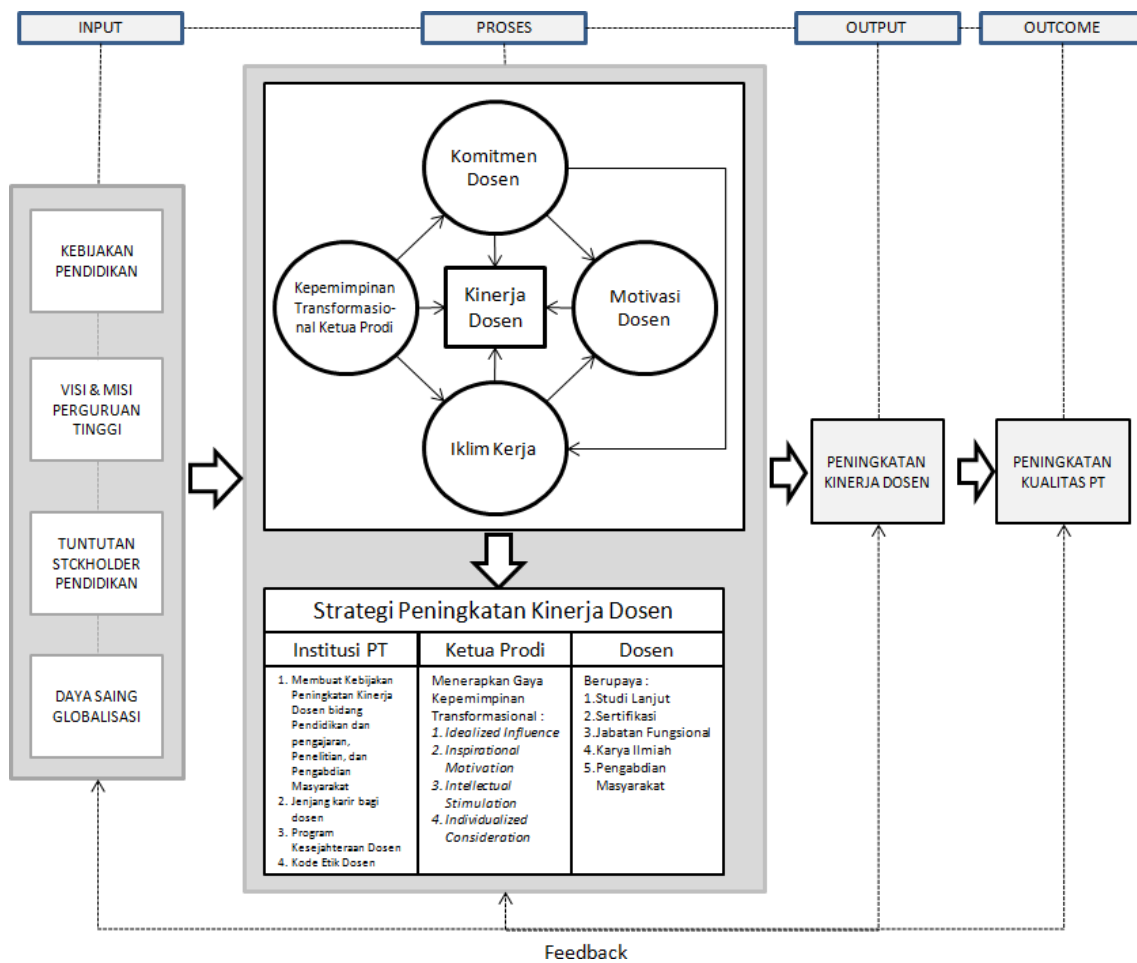 INPUT
PROSES
OUTPUT
OUTCOME
KEBIJAKAN
PENDIDIKAN
VISI & MISI
PERGURUAN
TINGGI
TUNTUTAN
STCKHOLDER
PENDIDIKAN
DAYA SAING
GLOBALISASI
Komitmen
Dosen
Kepemimpinan
Transformasio-
nal Ketua Prodi
Kinerja
Dosen
Motivasi
Dosen
Iklim Kerja
Strategi Peningkatan Kinerja Dosen
Institusi PT
1. Membuat Kebijakan
Peningkatan Kinerja
Dosen bidang
Pendidikan dan
pengajaran,
Penelitian, dan
Pengabdian
Masyarakat
2. Jenjang karir bagi
dosen
3. Program
Kesejahteraan Dosen
4. Kode Etik Dosen
Ketua Prodi
Menerapkan Gaya
Kepemimpinan
Transformasional :
1. Idealized Influence
2. Inspirational
Motivation
3. Intellectual
Stimulation
4. Individualized
Consideration
Dosen
Berupaya :
1.Studi Lanjut
2.Sertifikasi
3.Jabatan Fungsional
4.Karya Ilmiah
5.Pengabdian
Masyarakat
PENINGKATAN
KINERJA DOSEN
PENINGKATAN
KUALITAS PT
Feedback